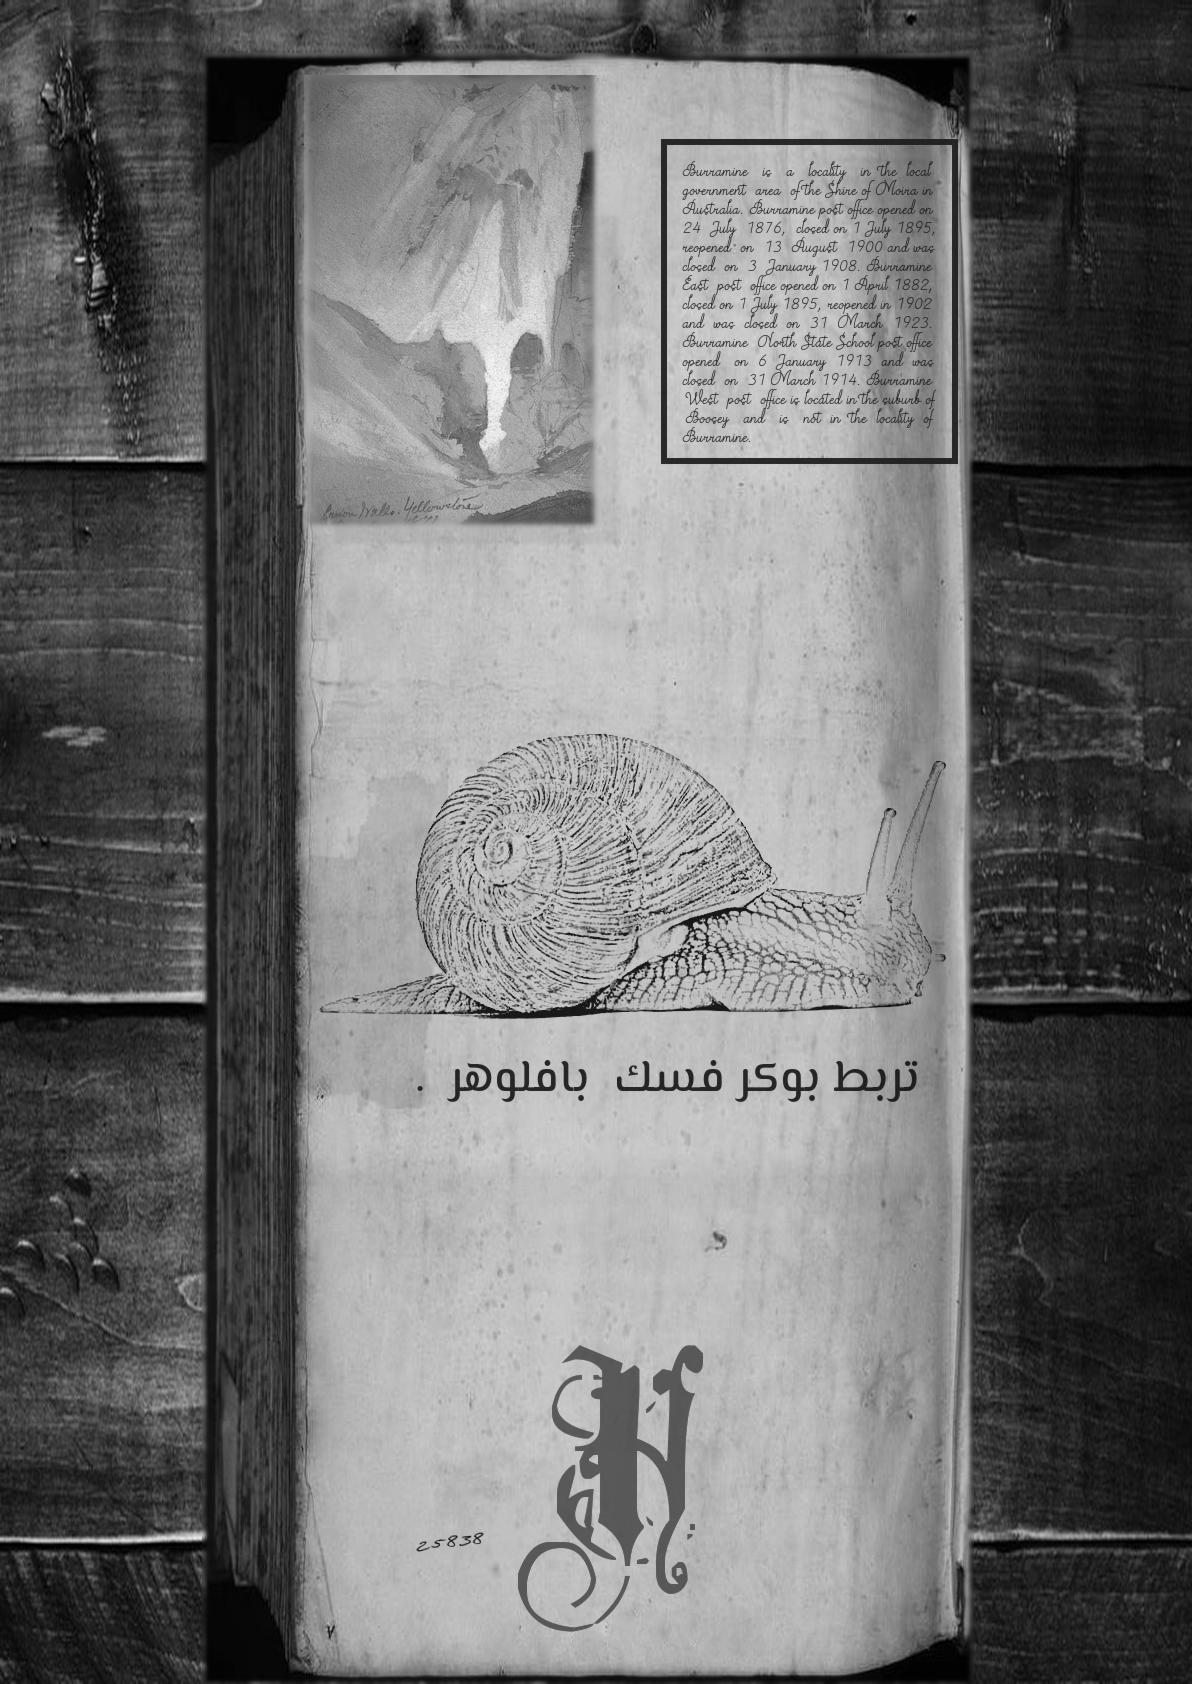 Burramine is a locality in the local
government area of the Shire of Moira in
Australia. Burramine post office opened on
24 July 1876, closed on 1 July 1895,
reopened on 13 August 1900 and was
closed on 3 January 1908. Burramine
East post office opened on 1 April 1882,
closed on 1 July 1895, reopened in 1902
and was closed on 31 March 1923.
Burramine North State School post office
opened on 6 January 1913 and was
closed on 31 March 1914. Burramine
West post office is located in the suburb of
Boosey and is not in the locality of
Burramine.
Canyon Walls. Yellowstone
تربط بوكر فسك بافلوهر .
25838